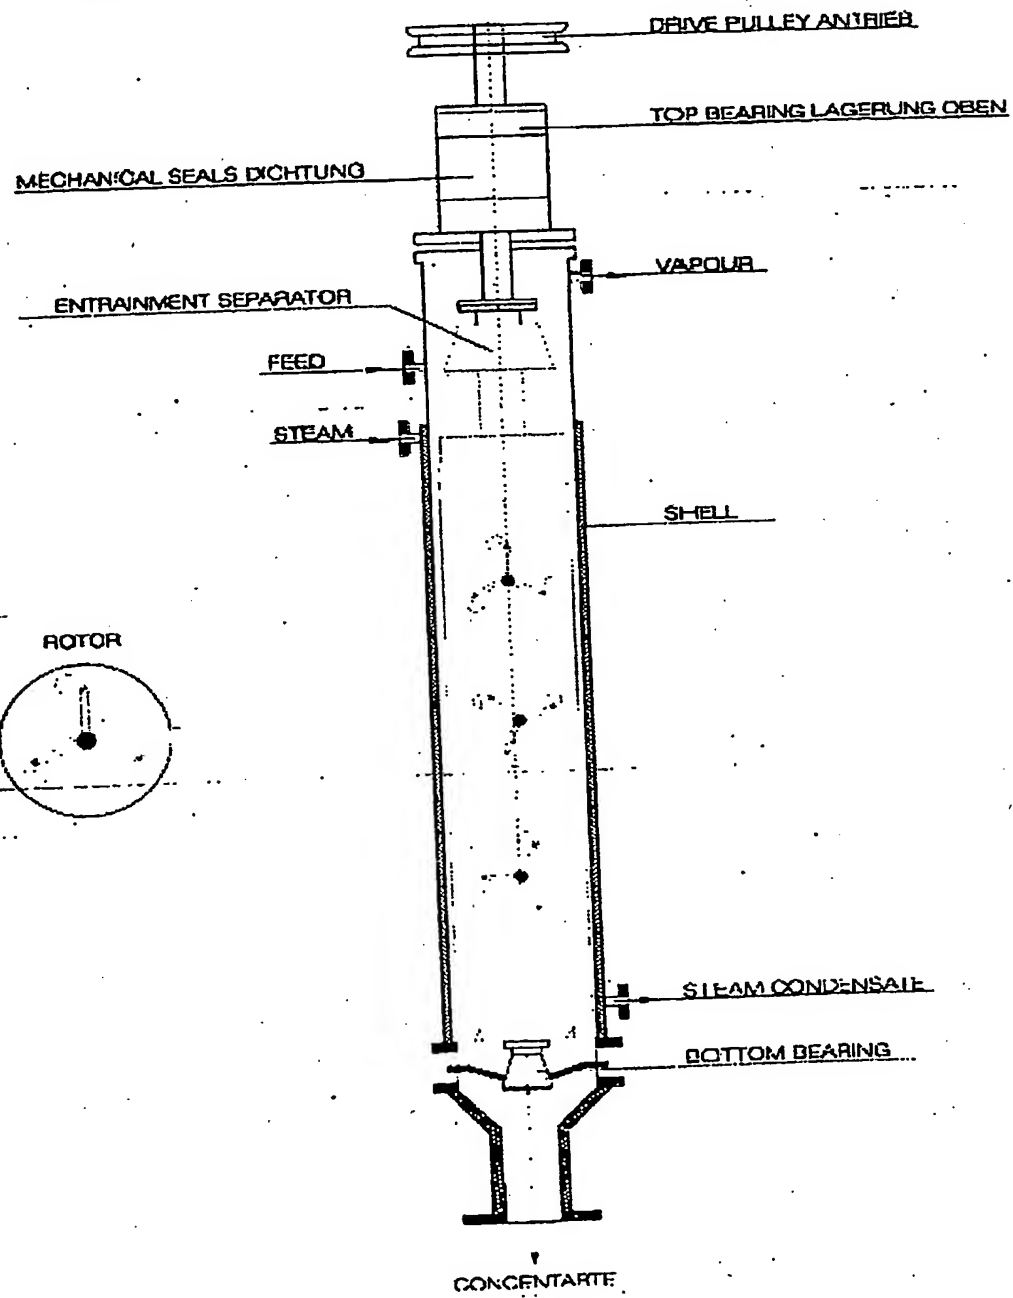 DRIVE PULLEY ANTRIEB
TOP BEARING LAGERUNG OBEN
MECHANICAL SEALS DICHTUNG
VAPOUR
ENTRAINMENT SEPARATOR
FEED
STEAM
SHELL
ROTOR
STEAM CONDENSATE
BOTTOM BEARING
CONCENTARTE